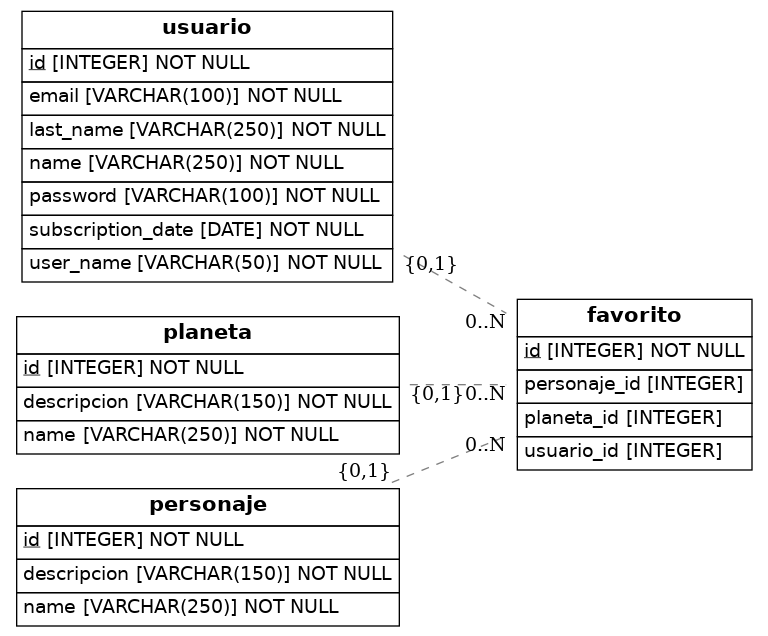 usuario
id [INTEGER] NOT NULL
email [VARCHAR(100)] NOT NULL
last_name [VARCHAR(250)] NOT NULL
name [VARCHAR(250)] NOT NULL
password [VARCHAR(100)] NOT NULL
subscription_date [DATE] NOT NULL
user_name [VARCHAR(50)] NOT NULL
{0,1}
0..N
planeta
id [INTEGER] NOT NULL
descripcion [VARCHAR(150)] NOT NULL
name [VARCHAR(250)] NOT NULL
{0,1}
0..N
favorito
id [INTEGER] NOT NULL
personaje_id [INTEGER]
planeta_id [INTEGER]
usuario_id [INTEGER]
0..N
{0,1}
personaje
id [INTEGER] NOT NULL
descripcion [VARCHAR(150)] NOT NULL
name [VARCHAR(250)] NOT NULL